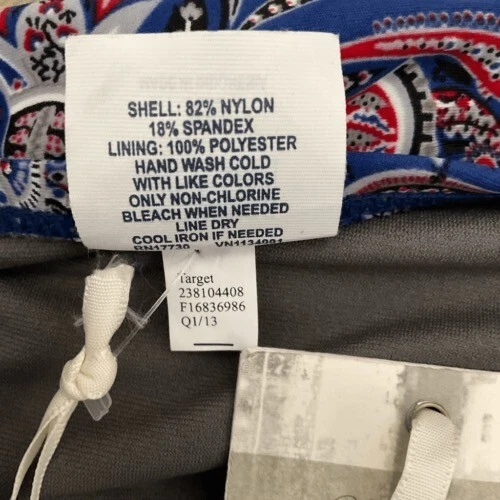 SHELL: 82% NYLON
18% SPANDEX
LINING: 100% POLYESTER
HAND WASH COLD
WITH LIKE COLORS
ONLY NON-CHLORINE
BLEACH WHEN NEEDED
LINE DRY
COOL IRON IF NEEDED
Target
238104408
F16836986
Q1/13